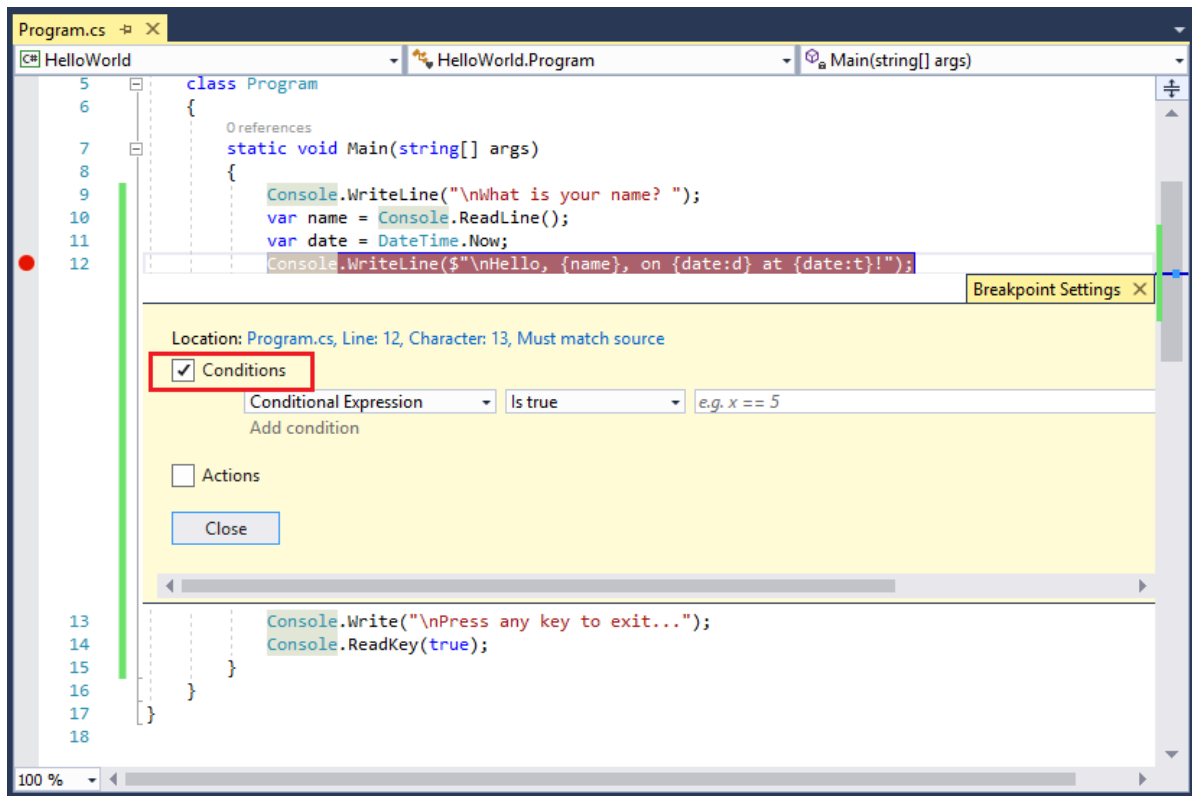 Program.cs
C# HelloWorld HelloWorld.Program Main(string[] args)
5 class Program
6 {
0 references
7 static void Main(string[] args)
8 {
9 Console.WriteLine("\nWhat is your name? ");
10 var name = Console.ReadLine();
11 var date = DateTime.Now;
12 Console.WriteLine($"\nHello, {name}, on {date:d} at {date:t}!");
Breakpoint Settings
Location: Program.cs, Line: 12, Character: 13, Must match source
Conditions
Conditional Expression Is true e.g. x == 5
Add condition
Actions
Close
13 Console.Write("\nPress any key to exit...");
14 Console.ReadKey(true);
15 }
16 }
17 }
18
100 %